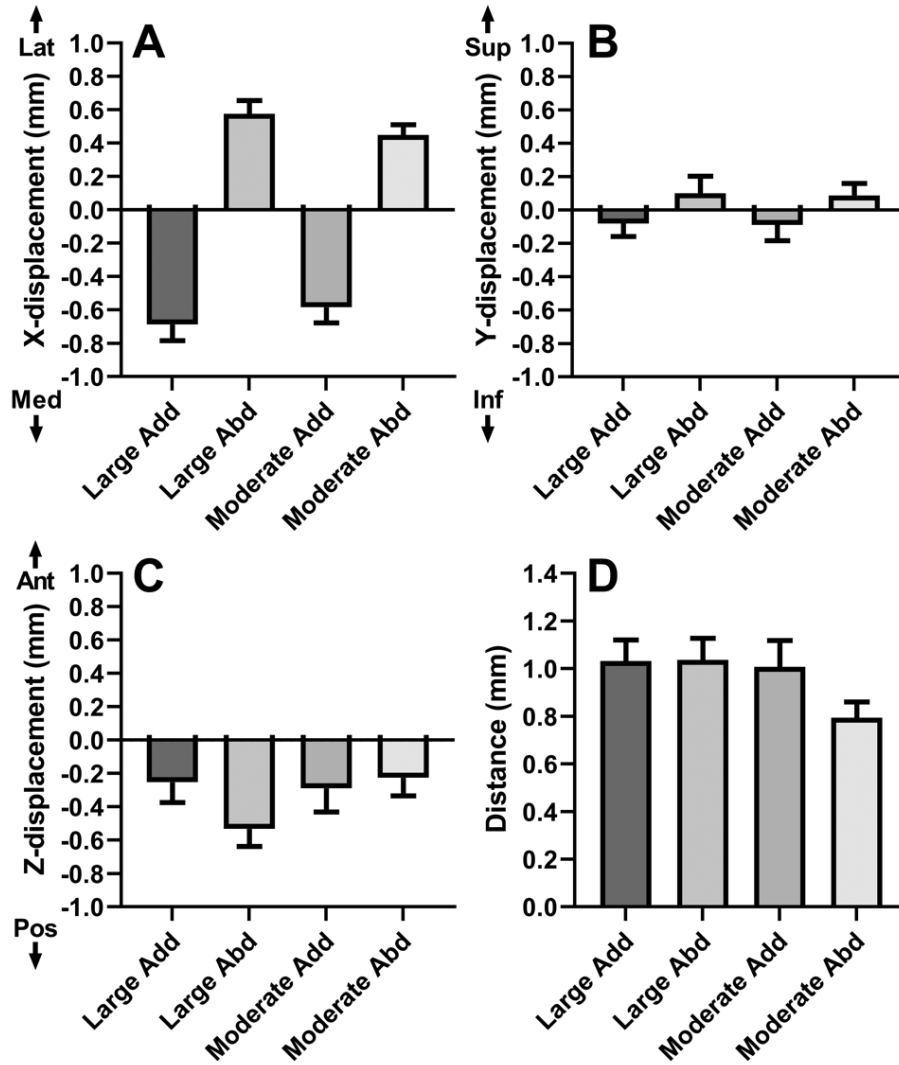 Lat
A
X-displacement (mm)
1.0
0.8
0.6
0.4
0.2
0.0
-0.2
-0.4
-0.6
-0.8
-1.0
Med
Large Add
Large Abd
Moderate Add
Moderate Abd
Sup
B
Y-displacement (mm)
1.0
0.8
0.6
0.4
0.2
0.0
-0.2
-0.4
-0.6
-0.8
-1.0
Inf
Large Add
Large Abd
Moderate Add
Moderate Abd
Ant
C
Z-displacement (mm)
1.0
0.8
0.6
0.4
0.2
0.0
-0.2
-0.4
-0.6
-0.8
-1.0
Pos
Large Add
Large Abd
Moderate Add
Moderate Abd
D
Distance (mm)
1.4
1.2
1.0
0.8
0.6
0.4
0.2
0.0
Large Add
Large Abd
Moderate Add
Moderate Abd